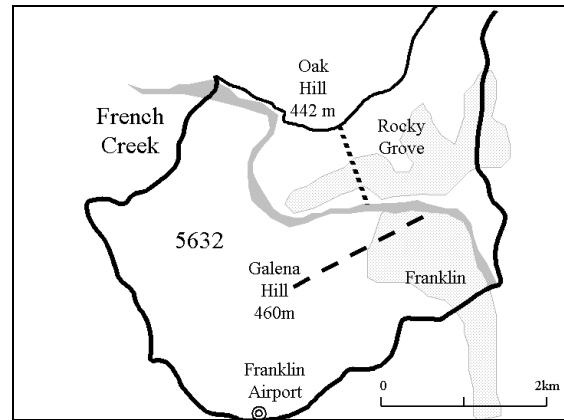 Oak
Hill
442 m
French
Creek
Rocky
Grove
5632
Galena
Hill
460m
Franklin
Franklin
Airport
0
2km